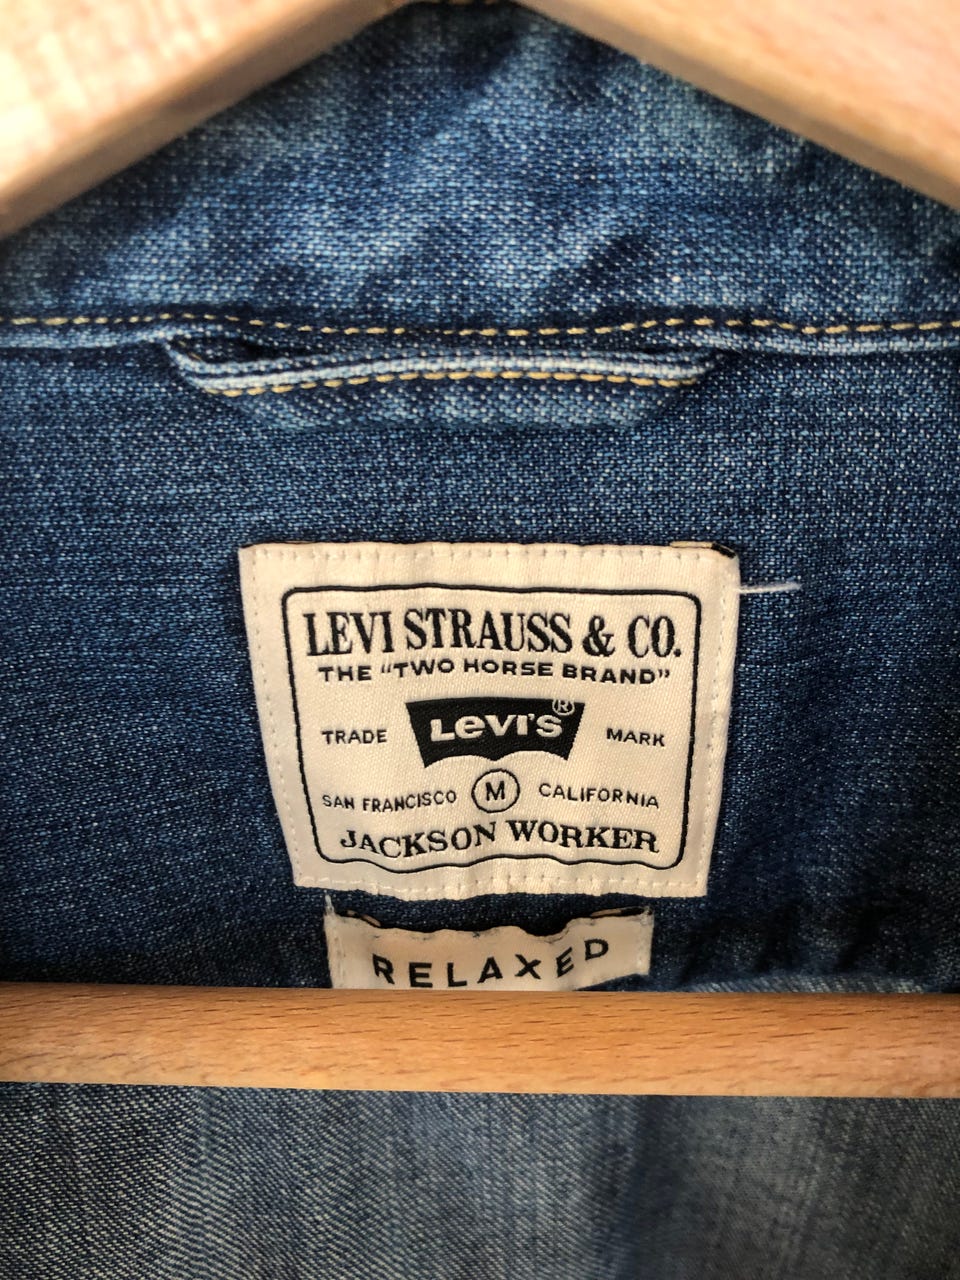 LEVI STRAUSS & CO.
THE "TWO HORSE BRAND"
TRADE LEVI'S® MARK
SAN FRANCISCO M CALIFORNIA
JACKSON WORKER
RELAXED